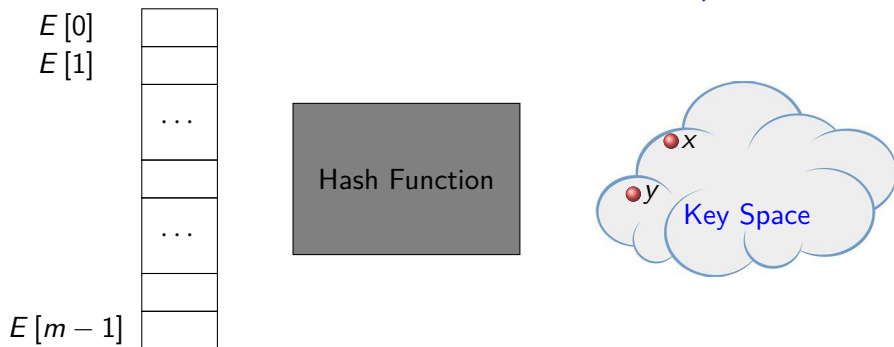 E [0]
E [1]
. . .
Hash Function
x
y
Key Space
. . .
E [m − 1]